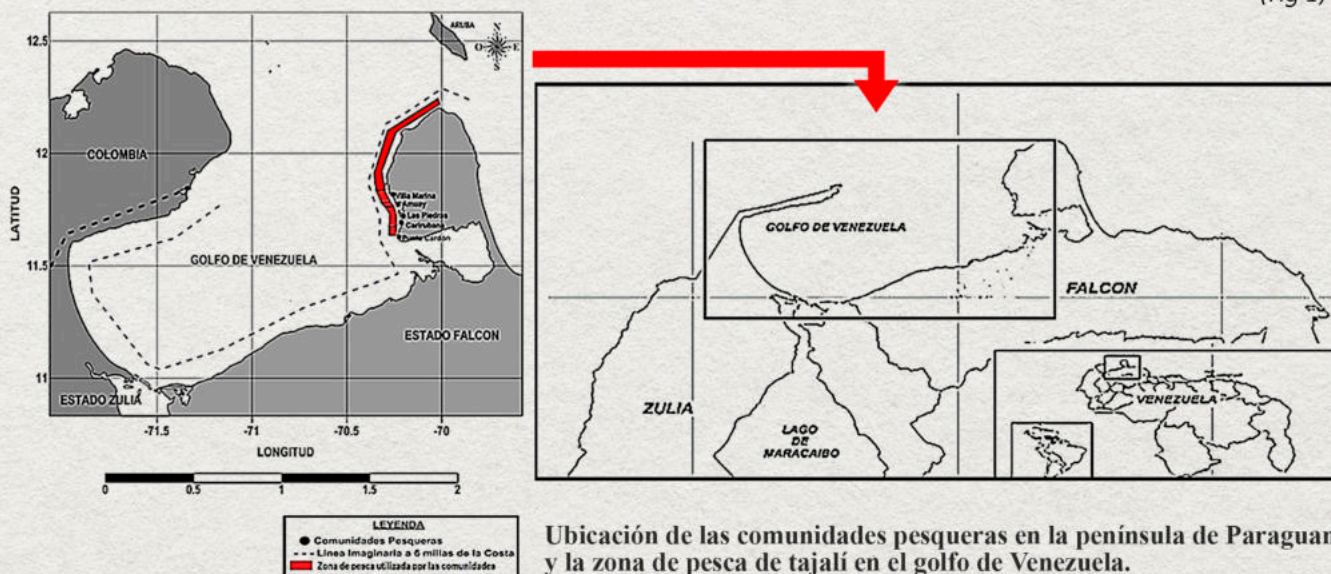 12.5
12
11.5
11
LATITUD
-71.5
-71
-70.5
-70
LONGITUD
ARUBA
N
O
E
S
COLOMBIA
Villa Marina
Amuay
Las Piedras
Carirubana
Punta Cardón
GOLFO DE VENEZUELA
ESTADO FALCON
ESTADO ZULIA
0 0.5 1 1.5 2
LEYENDA
Comunidades Pesqueras
Línea Imaginaria a 6 millas de la Costa
Zona de pesca utilizada por las comunidades
GOLFO DE VENEZUELA
FALCON
ZULIA
LAGO
DE
MARACAIBO
VENEZUELA
Ubicación de las comunidades pesqueras en la península de Paraguan
y la zona de pesca de tajalí en el golfo de Venezuela.